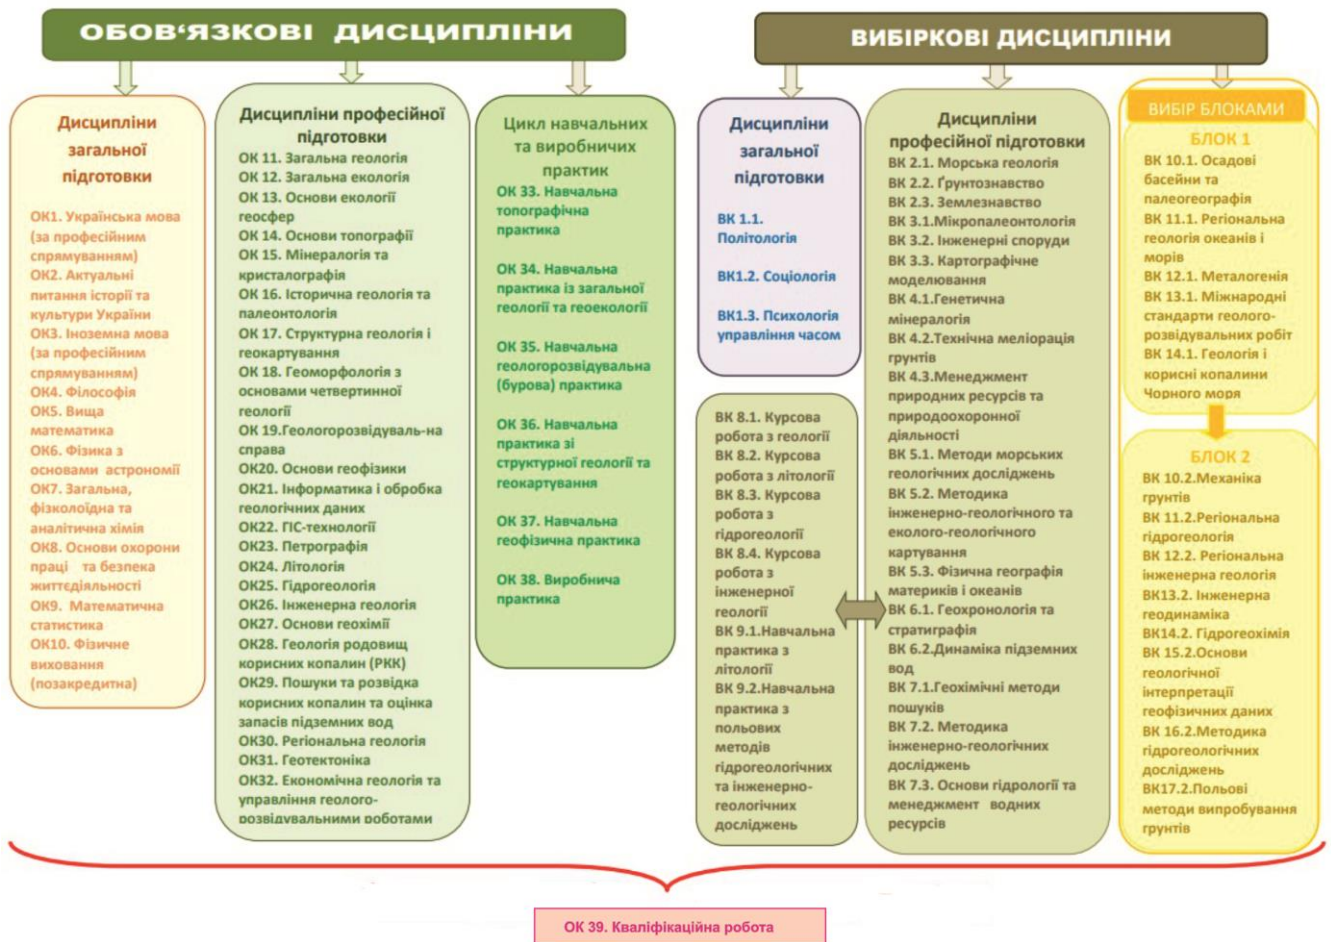 ОБОВ‘ЯЗКОВІ ДИСЦИПЛІНИ
Дисципліни
загальної
підготовки
ОК1. Українська мова
(за професійним
спрямуванням)
ОК2. Актуальні
питання історії та
культури України
ОК3. Іноземна мова
(за професійним
спрямуванням)
ОК4. Філософія
ОК5. Вища
математика
ОК6. Фізика з
основами астрономії
ОК7. Загальна,
фізколоїдна та
аналітична хімія
ОК8. Основи охорони
праці та безпека
життєдіяльності
ОК9. Математична
статистика
ОК10. Фізичне
виховання
(позакредитна)
Дисципліни професійної
підготовки
ОК 11. Загальна геологія
ОК 12. Загальна екологія
ОК 13. Основи екології
геосфер
ОК 14. Основи топографії
ОК 15. Мінералогія та
кристалографія
ОК 16. Історична геологія та
палеонтологія
ОК 17. Структурна геологія і
геокартування
ОК 18. Геоморфологія з
основами четвертинної
геології
ОК 19.Геологорозвідуваль-на
справа
ОК20. Основи геофізики
ОК21. Інформатика і обробка
геологічних даних
ОК22. ГІС-технології
ОК23. Петрографія
ОК24. Літологія
ОК25. Гідрогеологія
ОК26. Інженерна геологія
ОК27. Основи геохімії
ОК28. Геологія родовищ
корисних копалин (РКК)
ОК29. Пошуки та розвідка
корисних копалин та оцінка
запасів підземних вод
ОК30. Регіональна геологія
ОК31. Геотектоніка
ОК32. Економічна геологія та
управління геолого-
розвідувальними роботами
Цикл навчальних
та виробничих
практик
ОК 33. Навчальна
топографічна
практика
ОК 34. Навчальна
практика із загальної
геології та геоекології
ОК 35. Навчальна
геологорозвідувальна
(бурова) практика
ОК 36. Навчальна
практика зі
структурної геології та
геокартування
ОК 37. Навчальна
геофізична практика
ОК 38. Виробнича
практика
ВИБІРКОВІ ДИСЦИПЛІНИ
Дисципліни
загальної
підготовки
ВК 1.1.
Політологія
ВК1.2. Соціологія
ВК1.3. Психологія
управління часом
ВК 8.1. Курсова
робота з геології
ВК 8.2. Курсова
робота з літології
ВК 8.3. Курсова
робота з
гідрогеології
ВК 8.4. Курсова
робота з
інженерної
геології
ВК 9.1.Навчальна
практика з
літології
ВК 9.2.Навчальна
практика з
польових
методів
гідрогеологічних
та інженерно-
геологічних
досліджень
Дисципліни
професійної підготовки
ВК 2.1. Морська геологія
ВК 2.2. Ґрунтознавство
ВК 2.3. Землезнавство
ВК 3.1.Мікропалеонтологія
ВК 3.2. Інженерні споруди
ВК 3.3. Картографічне
моделювання
ВК 4.1.Генетична
мінералогія
ВК 4.2.Технічна меліорація
грунтів
ВК 4.3.Менеджмент
природних ресурсів та
природоохоронної
діяльності
ВК 5.1. Методи морських
геологічних досліджень
ВК 5.2. Методика
інженерно-геологічного та
еколого-геологічного
картування
ВК 5.3. Фізична географія
материків і океанів
ВК 6.1. Геохронологія та
стратиграфія
ВК 6.2.Динаміка підземних
вод
ВК 7.1.Геохімічні методи
пошуків
ВК 7.2. Методика
інженерно-геологічних
досліджень
ВК 7.3. Основи гідрології та
менеджмент водних
ресурсів
ВИБІР БЛОКАМИ
БЛОК 1
ВК 10.1. Осадові
басейни та
палеогеографія
ВК 11.1. Регіональна
геологія океанів і
морів
ВК 12.1. Металогенія
ВК 13.1. Міжнародні
стандарти геолого-
розвідувальних робіт
ВК 14.1. Геологія і
корисні копалини
Чорного моря
БЛОК 2
ВК 10.2.Механіка
грунтів
ВК 11.2.Регіональна
гідрогеологія
ВК 12.2. Регіональна
інженерна геологія
ВК13.2. Інженерна
геодинаміка
ВК14.2. Гідрогеохімія
ВК 15.2.Основи
геологічної
інтерпретації
геофізичних даних
ВК 16.2.Методика
гідрогеологічних
досліджень
ВК17.2.Польові
методи випробування
грунтів
ОК 39. Кваліфікаційна робота